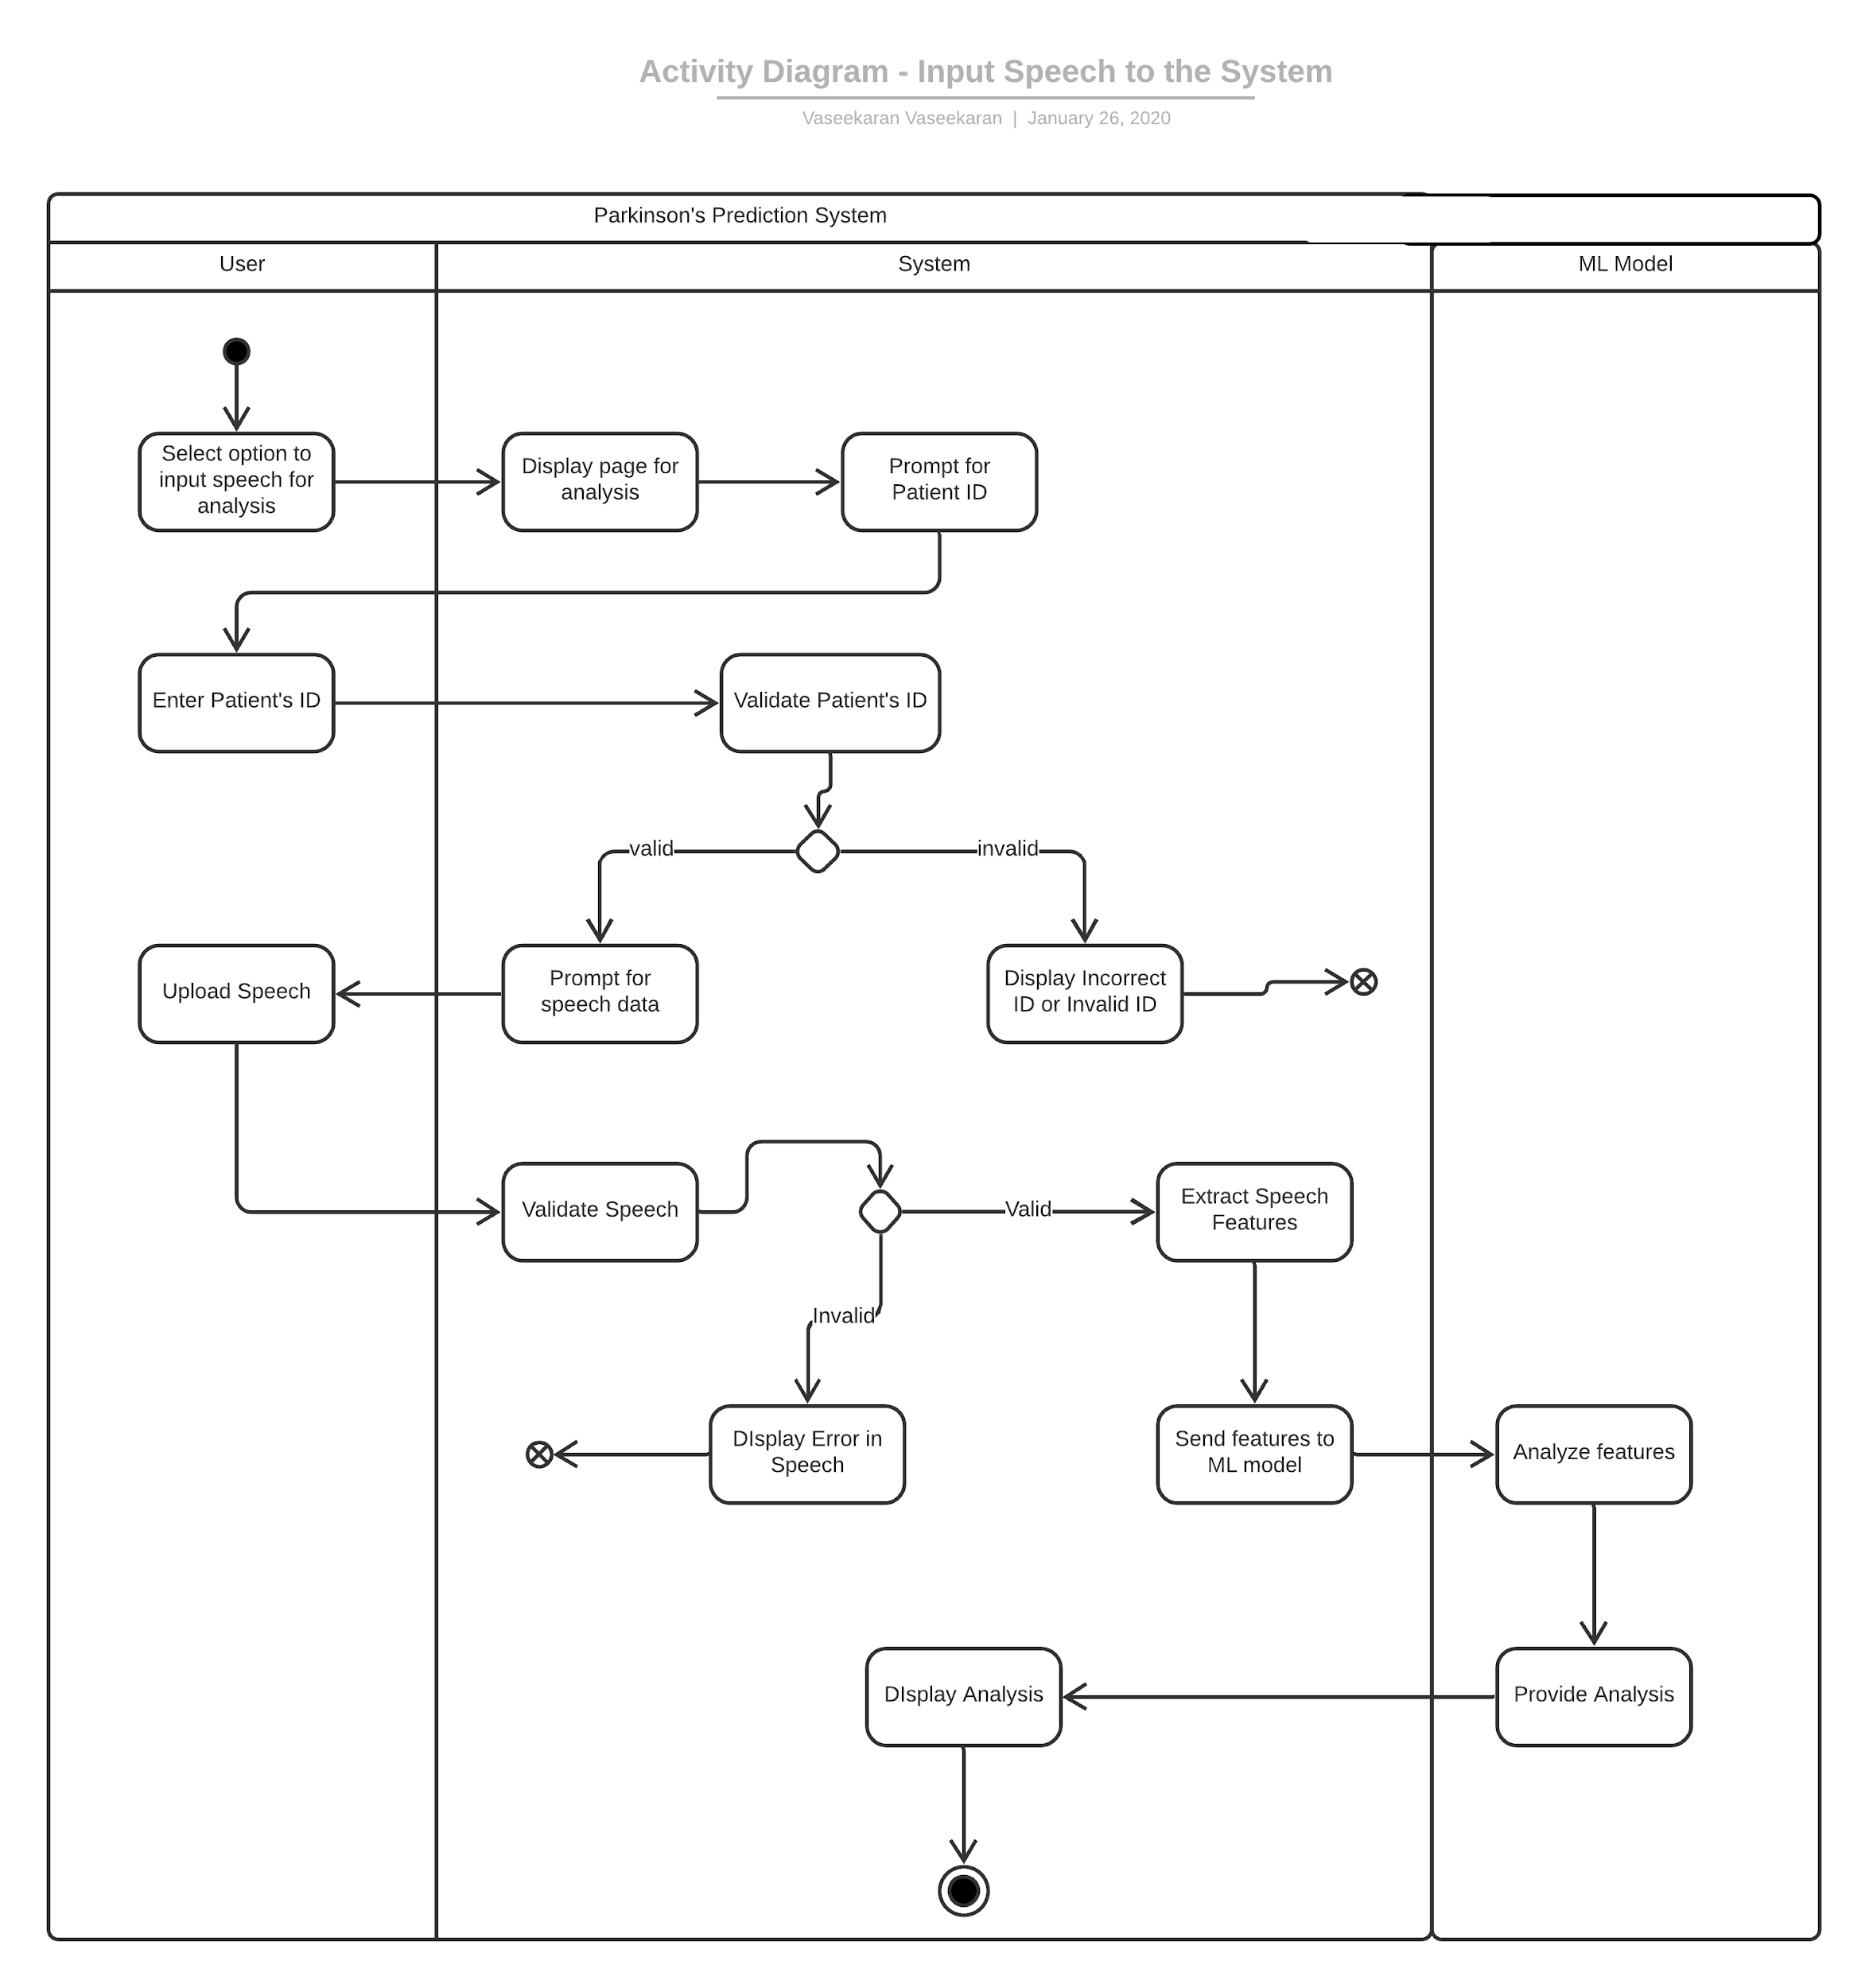 Activity Diagram - Input Speech to the System
Vaseekaran Vaseekaran | January 26, 2020
Parkinson's Prediction System
User
System
ML Model
Select option to
input speech for
analysis
Display page for
analysis
Prompt for
Patient ID
Enter Patient's ID
Validate Patient's ID
valid
invalid
Upload Speech
Prompt for
speech data
Display Incorrect
ID or Invalid ID
Validate Speech
Valid
Extract Speech
Features
Invalid
DIsplay Error in
Speech
Send features to
ML model
Analyze features
DIsplay Analysis
Provide Analysis